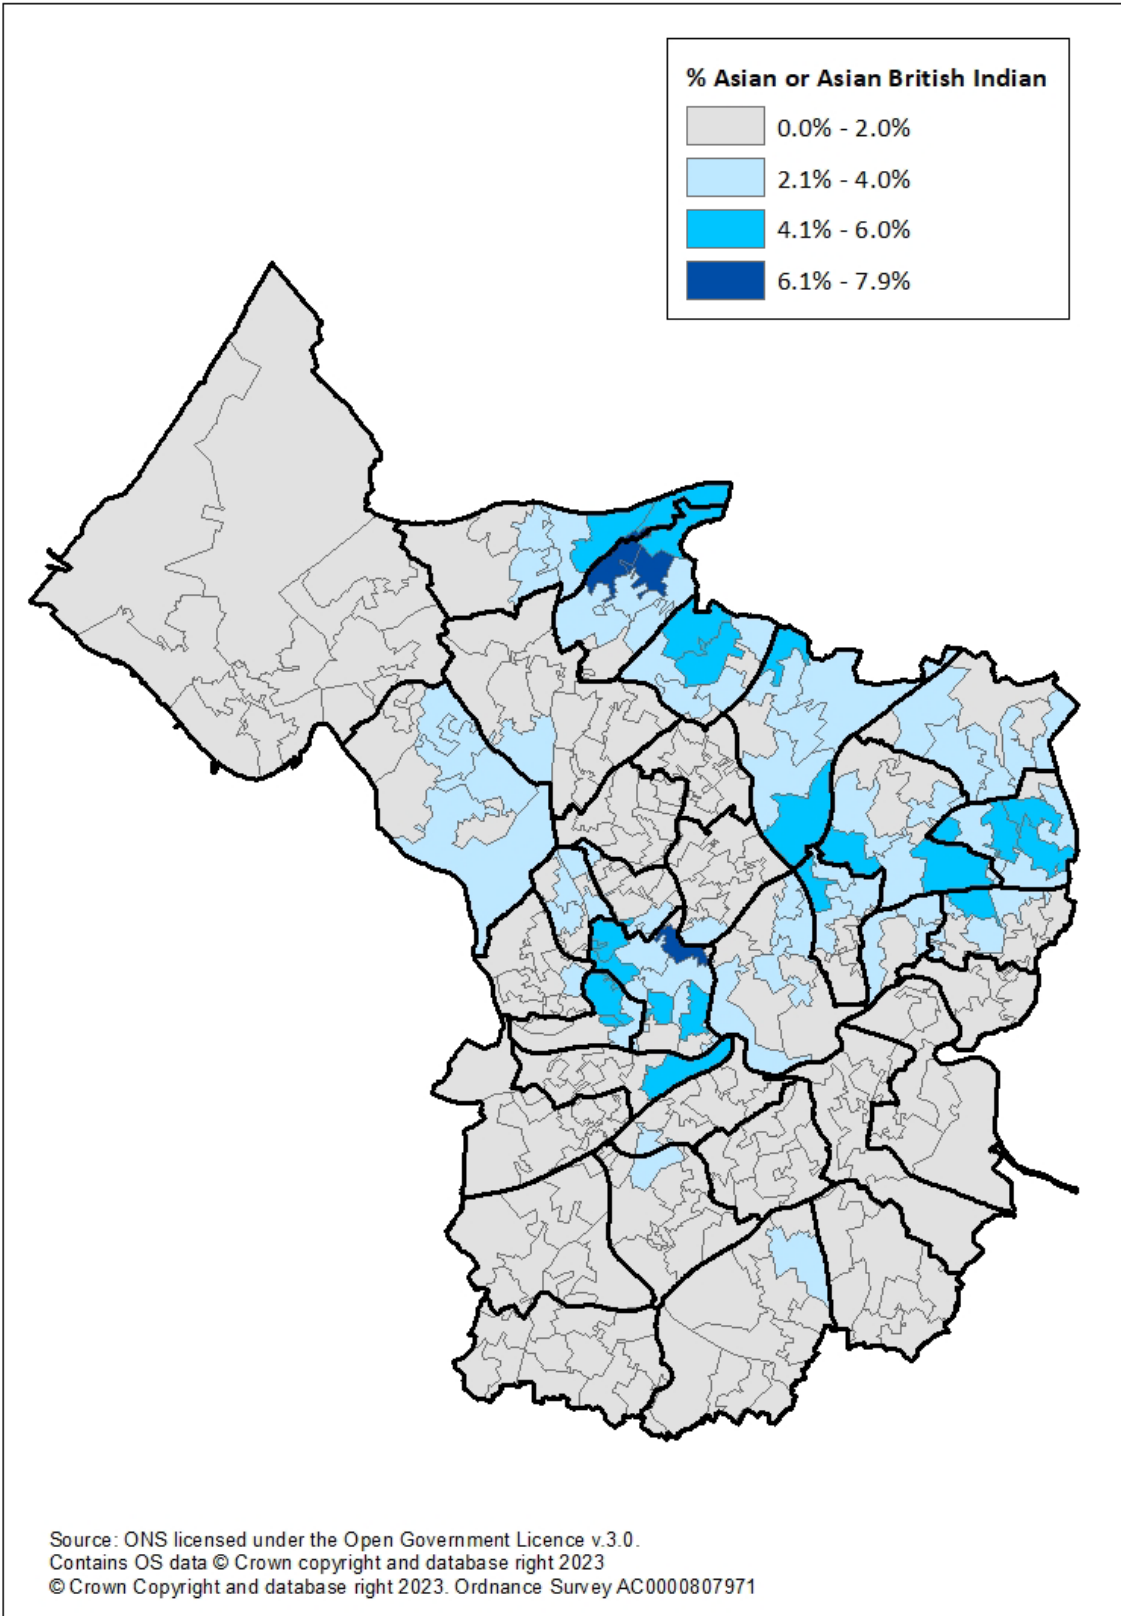 % Asian or Asian British Indian
0.0% - 2.0%
2.1% - 4.0%
4.1% - 6.0%
6.1% - 7.9%
Source: ONS licensed under the Open Government Licence v.3.0.
Contains OS data © Crown copyright and database right 2023
© Crown Copyright and database right 2023. Ordnance Survey AC0000807971